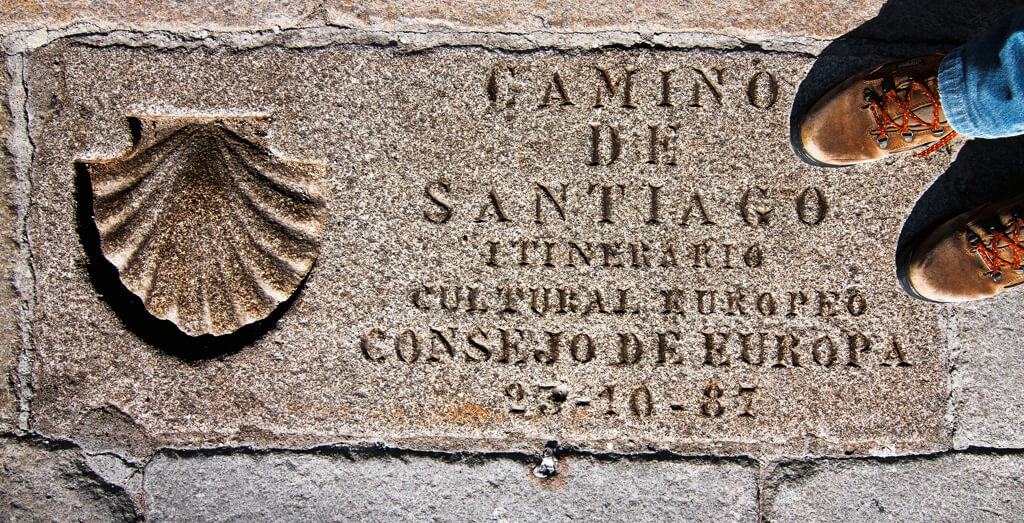 CAMINO
DE
SANTIAGO
ITINERARIO
CULTURAL EUROPEO
CONSEJO DE EUROPA
23-10-87